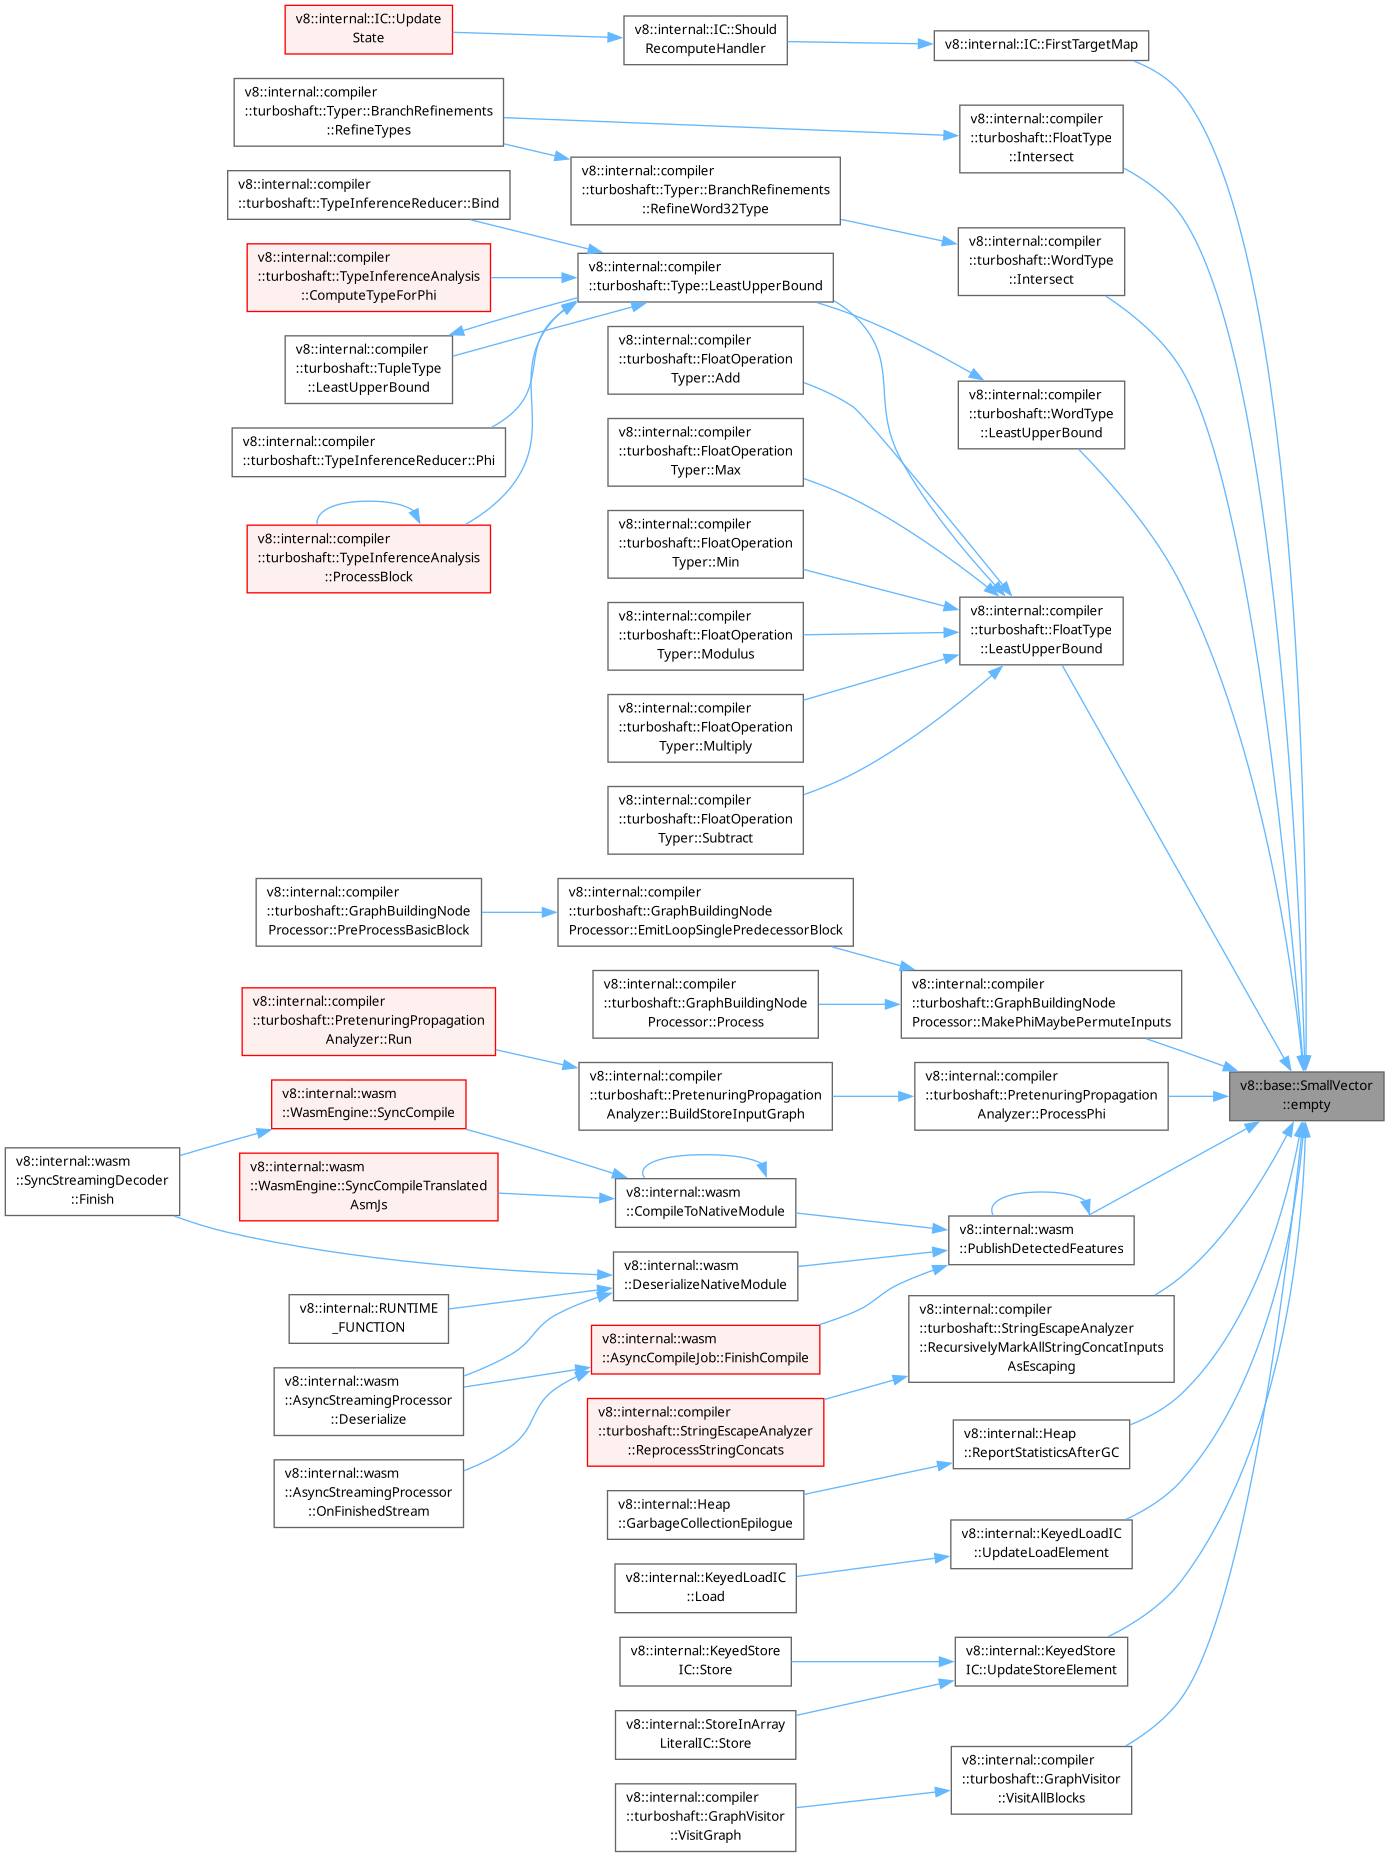 v8::internal::IC::Update
State
v8::internal::IC::Should
RecomputeHandler
v8::internal::IC::FirstTargetMap
v8::internal::compiler
::turboshaft::Typer::BranchRefinements
::RefineTypes
v8::internal::compiler
::turboshaft::FloatType
::Intersect
v8::internal::compiler
::turboshaft::Typer::BranchRefinements
::RefineWord32Type
v8::internal::compiler
::turboshaft::TypeInferenceReducer::Bind
v8::internal::compiler
::turboshaft::WordType
::Intersect
v8::internal::compiler
::turboshaft::TypeInferenceAnalysis
::ComputeTypeForPhi
v8::internal::compiler
::turboshaft::Type::LeastUpperBound
v8::internal::compiler
::turboshaft::TupleType
::LeastUpperBound
v8::internal::compiler
::turboshaft::FloatOperation
Typer::Add
v8::internal::compiler
::turboshaft::WordType
::LeastUpperBound
v8::internal::compiler
::turboshaft::TypeInferenceReducer::Phi
v8::internal::compiler
::turboshaft::FloatOperation
Typer::Max
v8::internal::compiler
::turboshaft::TypeInferenceAnalysis
::ProcessBlock
v8::internal::compiler
::turboshaft::FloatOperation
Typer::Min
v8::internal::compiler
::turboshaft::FloatOperation
Typer::Modulus
v8::internal::compiler
::turboshaft::FloatType
::LeastUpperBound
v8::internal::compiler
::turboshaft::FloatOperation
Typer::Multiply
v8::internal::compiler
::turboshaft::FloatOperation
Typer::Subtract
v8::internal::compiler
::turboshaft::GraphBuildingNode
Processor::PreProcessBasicBlock
v8::internal::compiler
::turboshaft::GraphBuildingNode
Processor::EmitLoopSinglePredecessorBlock
v8::internal::compiler
::turboshaft::GraphBuildingNode
Processor::Process
v8::internal::compiler
::turboshaft::GraphBuildingNode
Processor::MakePhiMaybePermuteInputs
v8::internal::compiler
::turboshaft::PretenuringPropagation
Analyzer::Run
v8::internal::compiler
::turboshaft::PretenuringPropagation
Analyzer::BuildStoreInputGraph
v8::internal::compiler
::turboshaft::PretenuringPropagation
Analyzer::ProcessPhi
v8::base::SmallVector
::empty
v8::internal::wasm
::WasmEngine::SyncCompile
v8::internal::wasm
::SyncStreamingDecoder
::Finish
v8::internal::wasm
::WasmEngine::SyncCompileTranslated
AsmJs
v8::internal::wasm
::CompileToNativeModule
v8::internal::wasm
::PublishDetectedFeatures
v8::internal::wasm
::DeserializeNativeModule
v8::internal::RUNTIME
_FUNCTION
v8::internal::wasm
::AsyncCompileJob::FinishCompile
v8::internal::compiler
::turboshaft::StringEscapeAnalyzer
::RecursivelyMarkAllStringConcatInputs
AsEscaping
v8::internal::wasm
::AsyncStreamingProcessor
::Deserialize
v8::internal::compiler
::turboshaft::StringEscapeAnalyzer
::ReprocessStringConcats
v8::internal::Heap
::ReportStatisticsAfterGC
v8::internal::wasm
::AsyncStreamingProcessor
::OnFinishedStream
v8::internal::Heap
::GarbageCollectionEpilogue
v8::internal::KeyedLoadIC
::UpdateLoadElement
v8::internal::KeyedLoadIC
::Load
v8::internal::KeyedStore
IC::Store
v8::internal::KeyedStore
IC::UpdateStoreElement
v8::internal::StoreInArray
LiteralIC::Store
v8::internal::compiler
::turboshaft::GraphVisitor
::VisitAllBlocks
v8::internal::compiler
::turboshaft::GraphVisitor
::VisitGraph